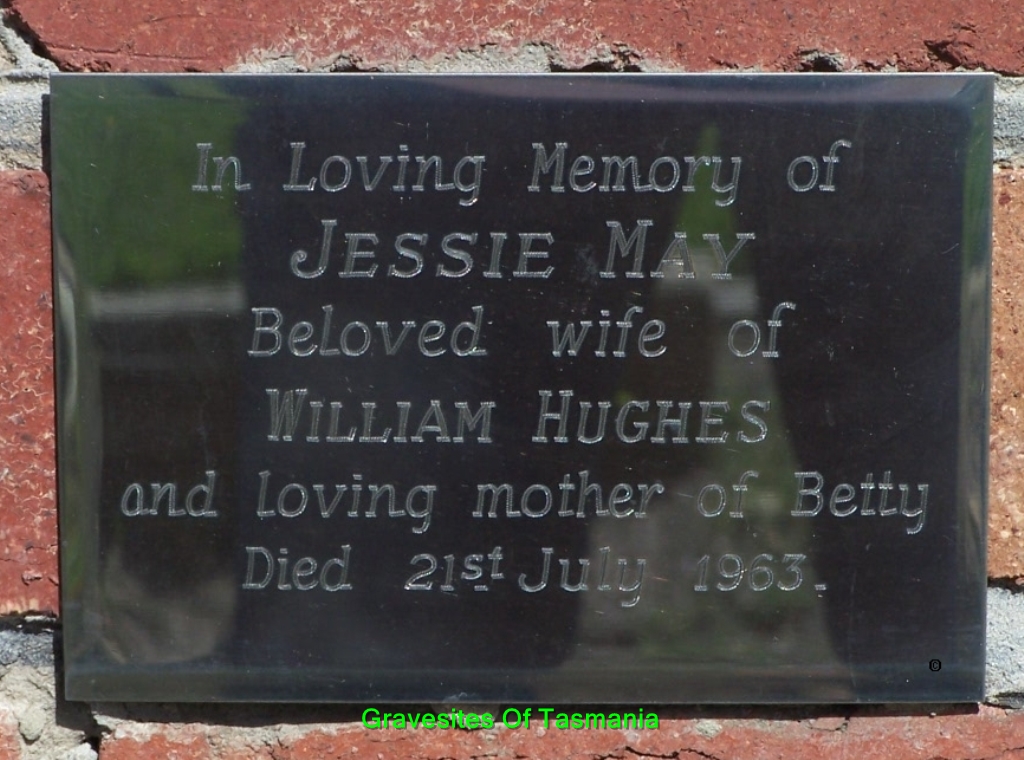 In Loving Memory of
JESSIE MAY
Beloved wife of
WILLIAM HUGHES
and loving mother of Betty
Died 21st July 1963.
©
Gravesites Of Tasmania